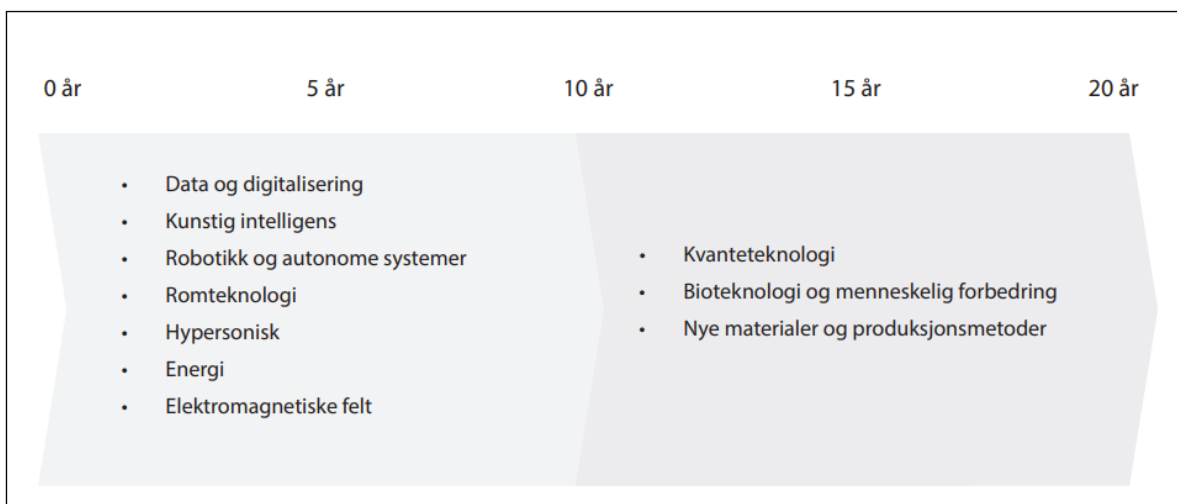 0 år 5 år 10 år 15 år 20 år
• Data og digitalisering
• Kunstig intelligens
• Robotikk og autonome systemer
• Romteknologi
• Hypersonisk
• Energi
• Elektromagnetiske felt
• Kvanteteknologi
• Bioteknologi og menneskelig forbedring
• Nye materialer og produksjonsmetoder